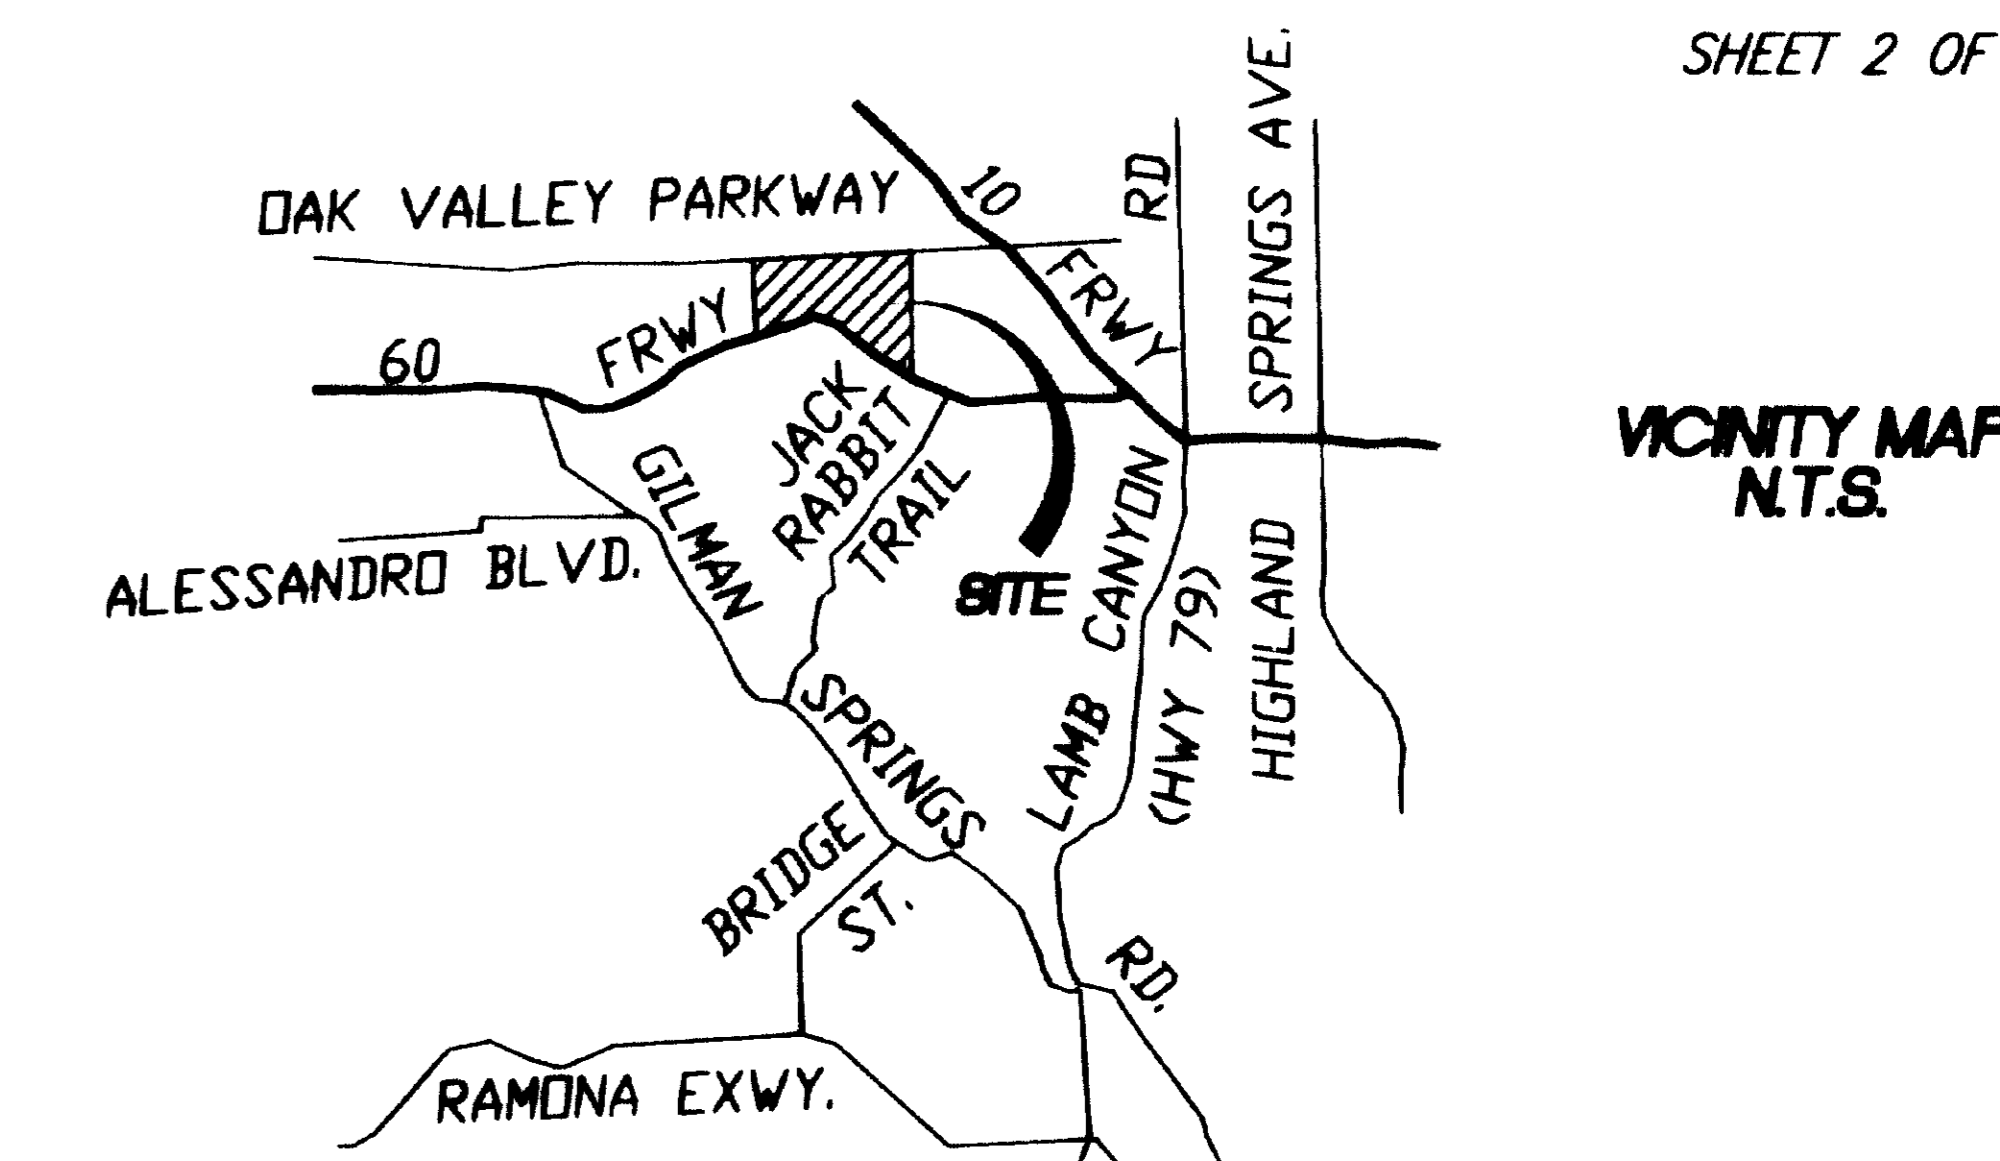 SHEET 2 OF
OAK VALLEY PARKWAY
10
FRWY
RD
HIGHLAND SPRINGS AVE.
60
FRWY
JACK
RABBIT
TRAIL
VICINITY MAP
N.T.S.
GILMAN
SPRINGS
RD.
ALESSANDRO BLVD.
SITE
LAMB CANYON
(HWY 79)
BRIDGE
ST.
RAMONA EXWY.